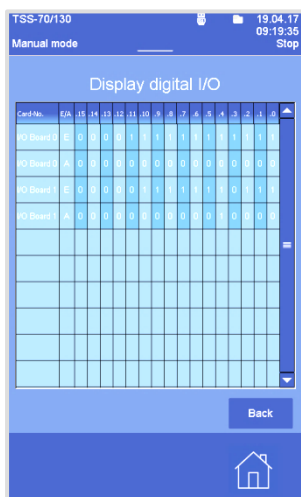 TSS-70/130 19.04.17
09:19:35
Manual mode Stop
Display digital I/O
Card-No. E/A .15 .14 .13 .12 .11 .10 .9 .8 .7 .6 .5 .4 .3 .2 .1 .0
I/O Board 0 E 0 0 0 0 1 1 1 1 1 1 1 1 1 1 1 1
I/O Board 0 A 0 0 0 0 0 0 0 0 0 0 0 0 0 0 0 0
I/O Board 1 E 0 0 0 0 0 1 1 1 1 1 1 1 0 1 1 1
I/O Board 1 A 0 0 0 0 0 0 0 0 0 0 0 1 0 0 0 0
Back